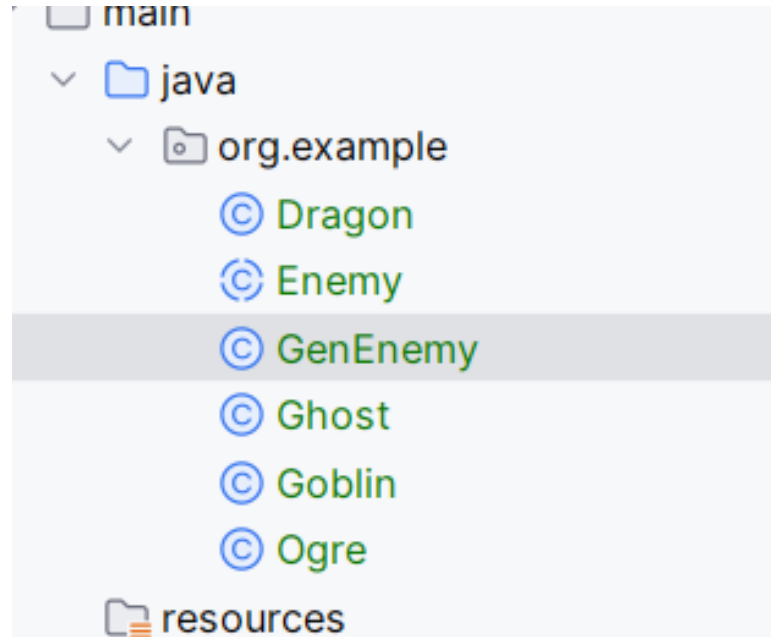 main
java
org.example
Dragon
Enemy
GenEnemy
Ghost
Goblin
Ogre
resources